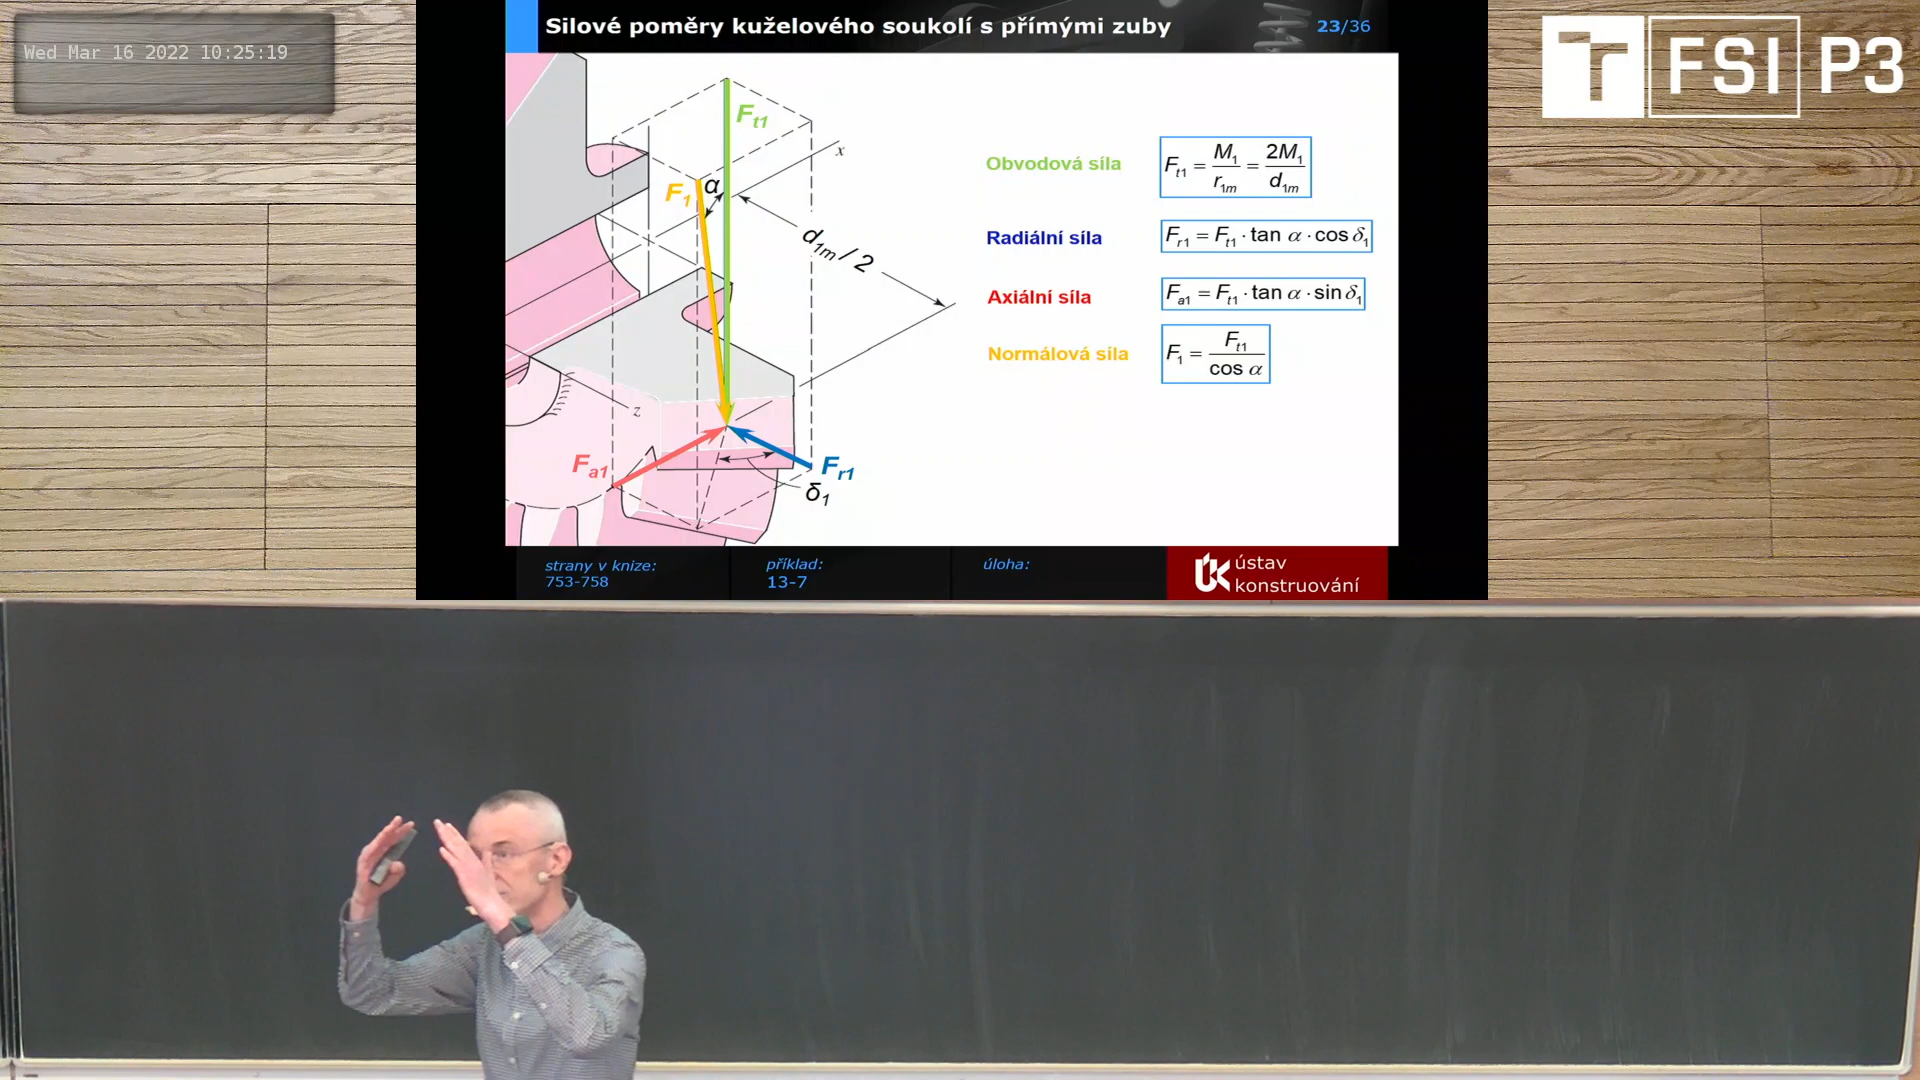 Wed Mar 16 2022 10:25:19
Silové poměry kuželového soukolí s přímými zuby
23/36
T FSI P3
F_t1
x
α
F_1
d_1m / 2
z
F_a1
F_r1
δ_1
Obvodová síla
F_t1 = M_1 / r_1m = 2M_1 / d_1m
Radiální síla
F_r1 = F_t1 · tan α · cos δ_1
Axiální síla
F_a1 = F_t1 · tan α · sin δ_1
Normálová síla
F_1 = F_t1 / cos α
strany v knize:
753-758
příklad:
13-7
úloha:
ÚK
ústav
konstruování